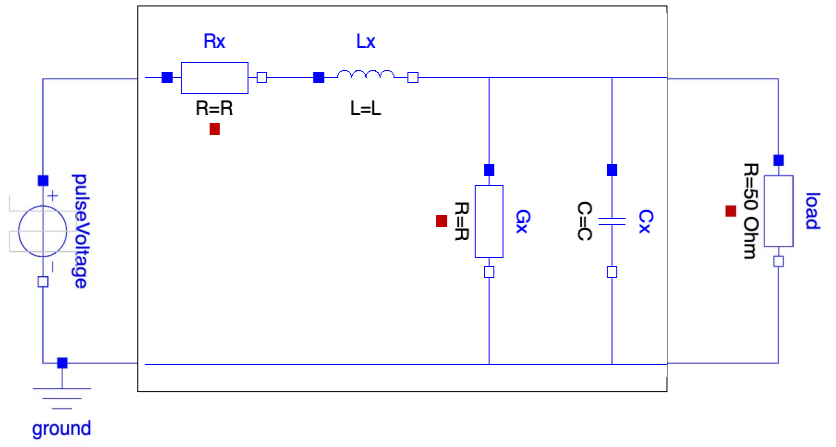 Rx
Lx
R=R
L=L
+
pulseVoltage
−
R=R
Gx
C=C
Cx
R=50 Ohm
load
ground